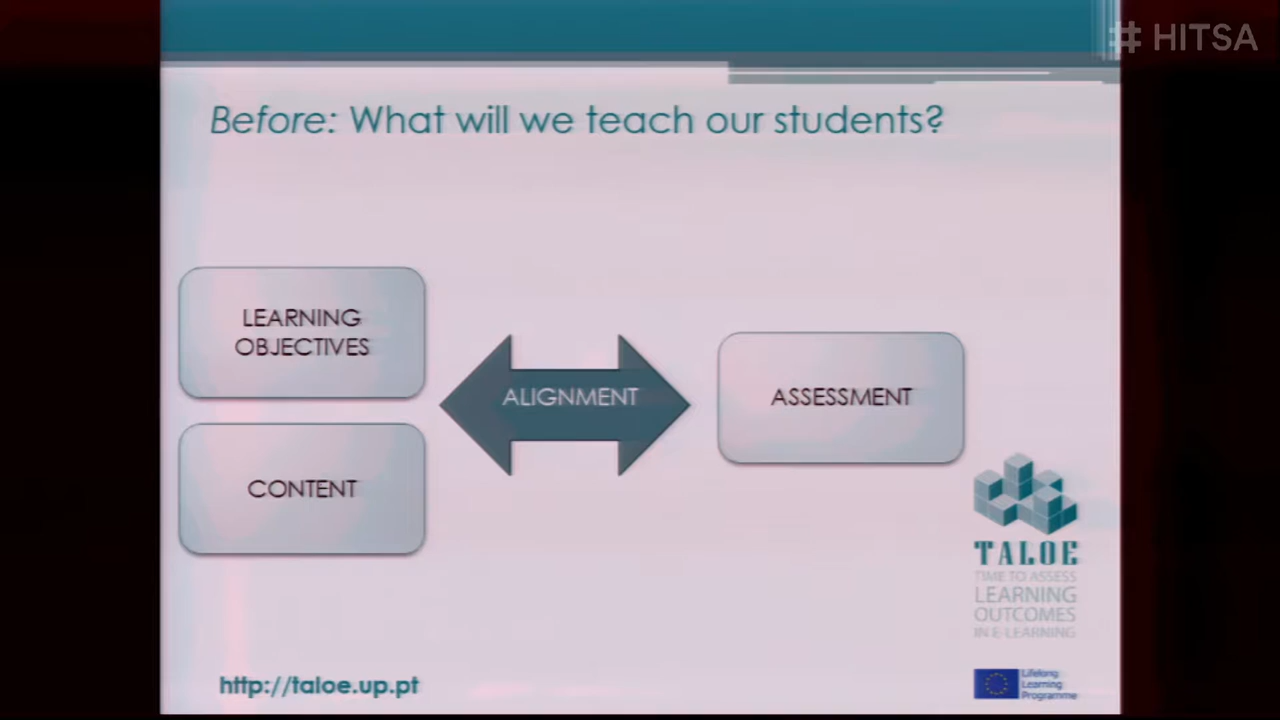 # HITSA
Before: What will we teach our students?
LEARNING
OBJECTIVES
ALIGNMENT
ASSESSMENT
CONTENT
TALOE
TIME TO ASSESS
LEARNING
OUTCOMES
IN E-LEARNING
http://taloe.up.pt
Lifelong
Learning
Programme